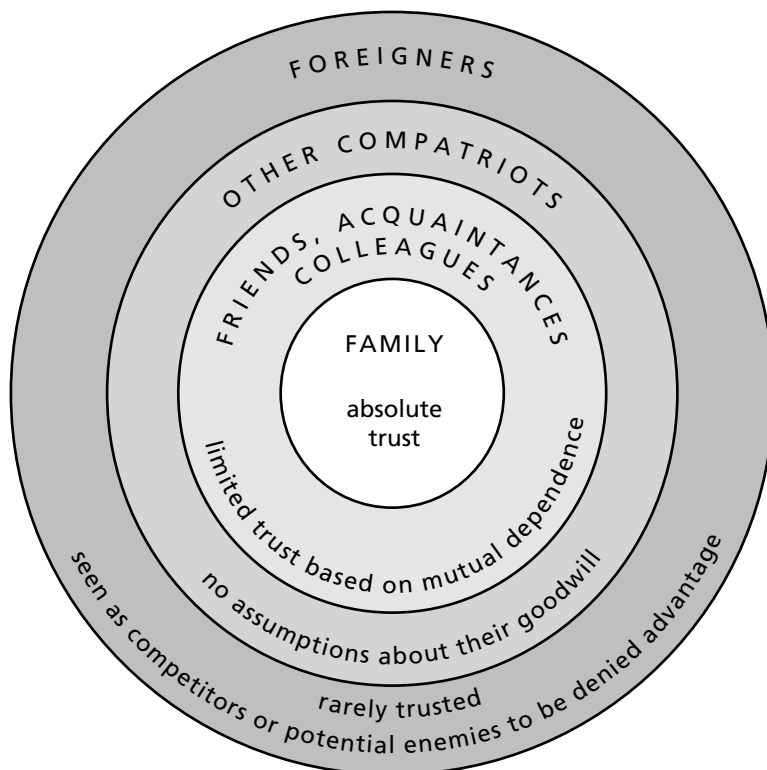 FOREIGNERS
OTHER COMPATRIOTS
FRIENDS, ACQUAINTANCES
COLLEAGUES
FAMILY
absolute
trust
limited trust based on mutual dependence
no assumptions about their goodwill
rarely trusted
seen as competitors or potential enemies to be denied advantage